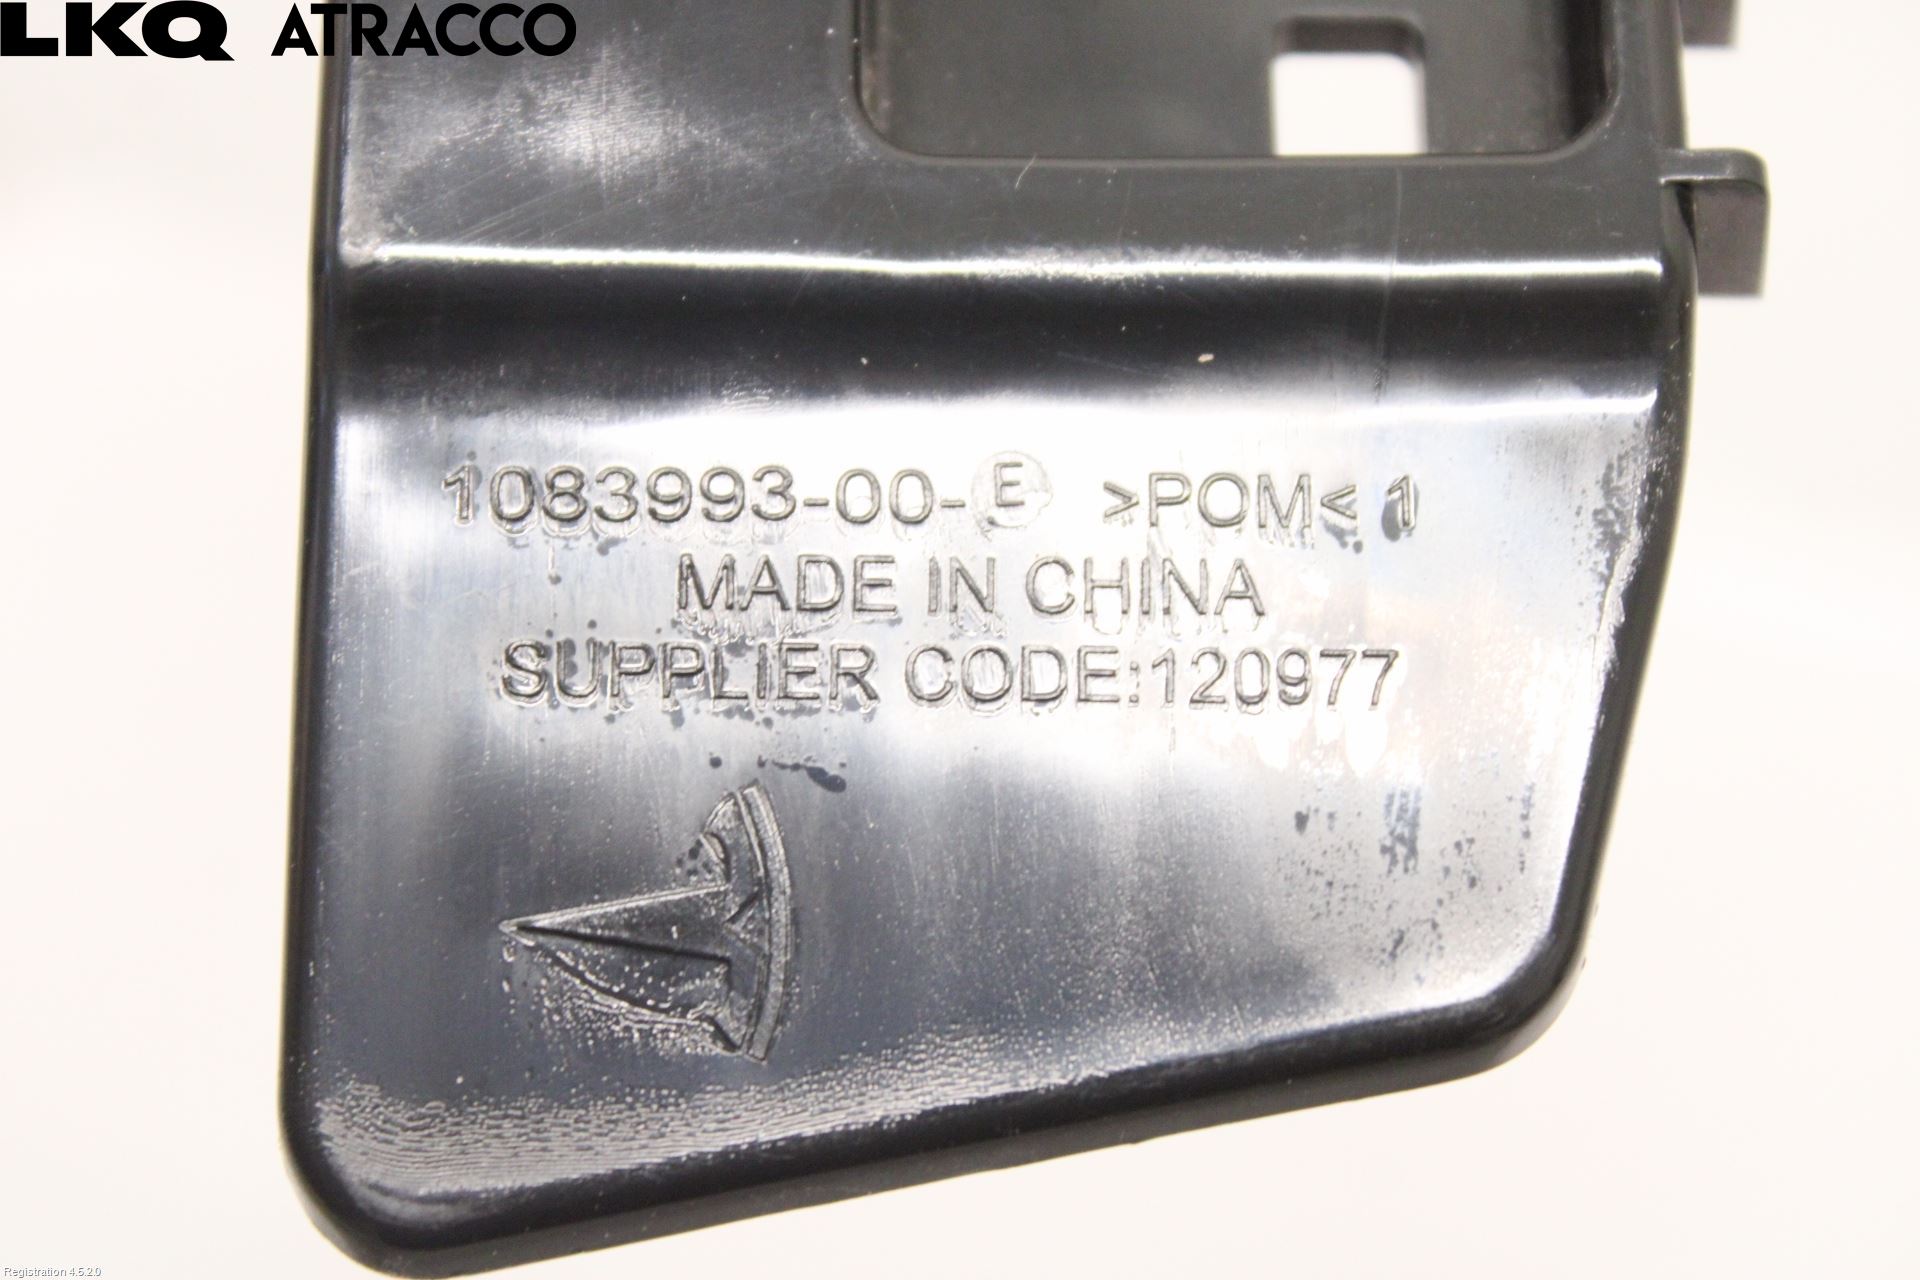 LKQ ATRACCO
1083993-00-E >POM< 1
MADE IN CHINA
SUPPLIER CODE:120977
Registration 4.5.2.0